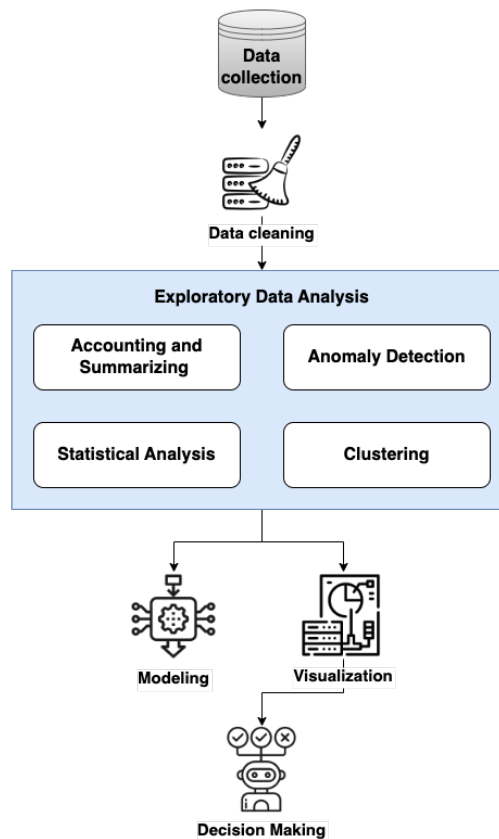 Data
collection
Data cleaning
Exploratory Data Analysis
Accounting and
Summarizing
Anomaly Detection
Statistical Analysis
Clustering
Modeling
Visualization
Decision Making